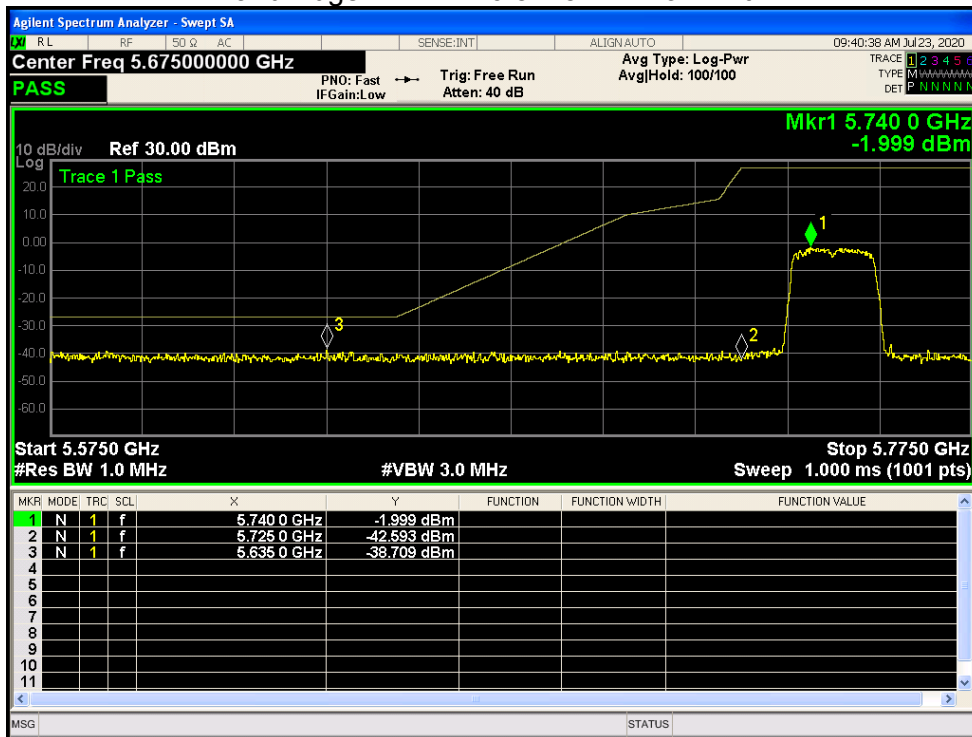 Agilent Spectrum Analyzer - Swept SA
LXI RL RF 50 Ω AC SENSE:INT ALIGNAUTO 09:40:38 AM Jul 23, 2020
Center Freq 5.675000000 GHz
PASS
PNO: Fast
IFGain:Low
Trig: Free Run
Atten: 40 dB
Avg Type: Log-Pwr
Avg|Hold: 100/100
TRACE 1 2 3 4 5 6
TYPE M
DET P N N N N N
Mkr1 5.740 0 GHz
-1.999 dBm
10 dB/div Ref 30.00 dBm
Log
Trace 1 Pass
20.0
10.0
0.00
-10.0
-20.0
-30.0
-40.0
-50.0
-60.0
1
3
2
Start 5.5750 GHz Stop 5.7750 GHz
#Res BW 1.0 MHz #VBW 3.0 MHz Sweep 1.000 ms (1001 pts)
MKR MODE TRC SCL X Y FUNCTION FUNCTION WIDTH FUNCTION VALUE
1 N 1 f 5.740 0 GHz -1.999 dBm
2 N 1 f 5.725 0 GHz -42.593 dBm
3 N 1 f 5.635 0 GHz -38.709 dBm
4
5
6
7
8
9
10
11
MSG STATUS